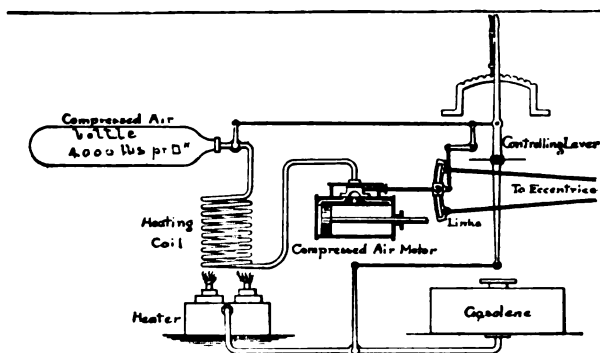 Compressed Air
bottle
4000 lbs pr □"
Controlling Lever
To Eccentrics
Links
Heating
Coil
Compressed Air Motor
Heater
Gasolene